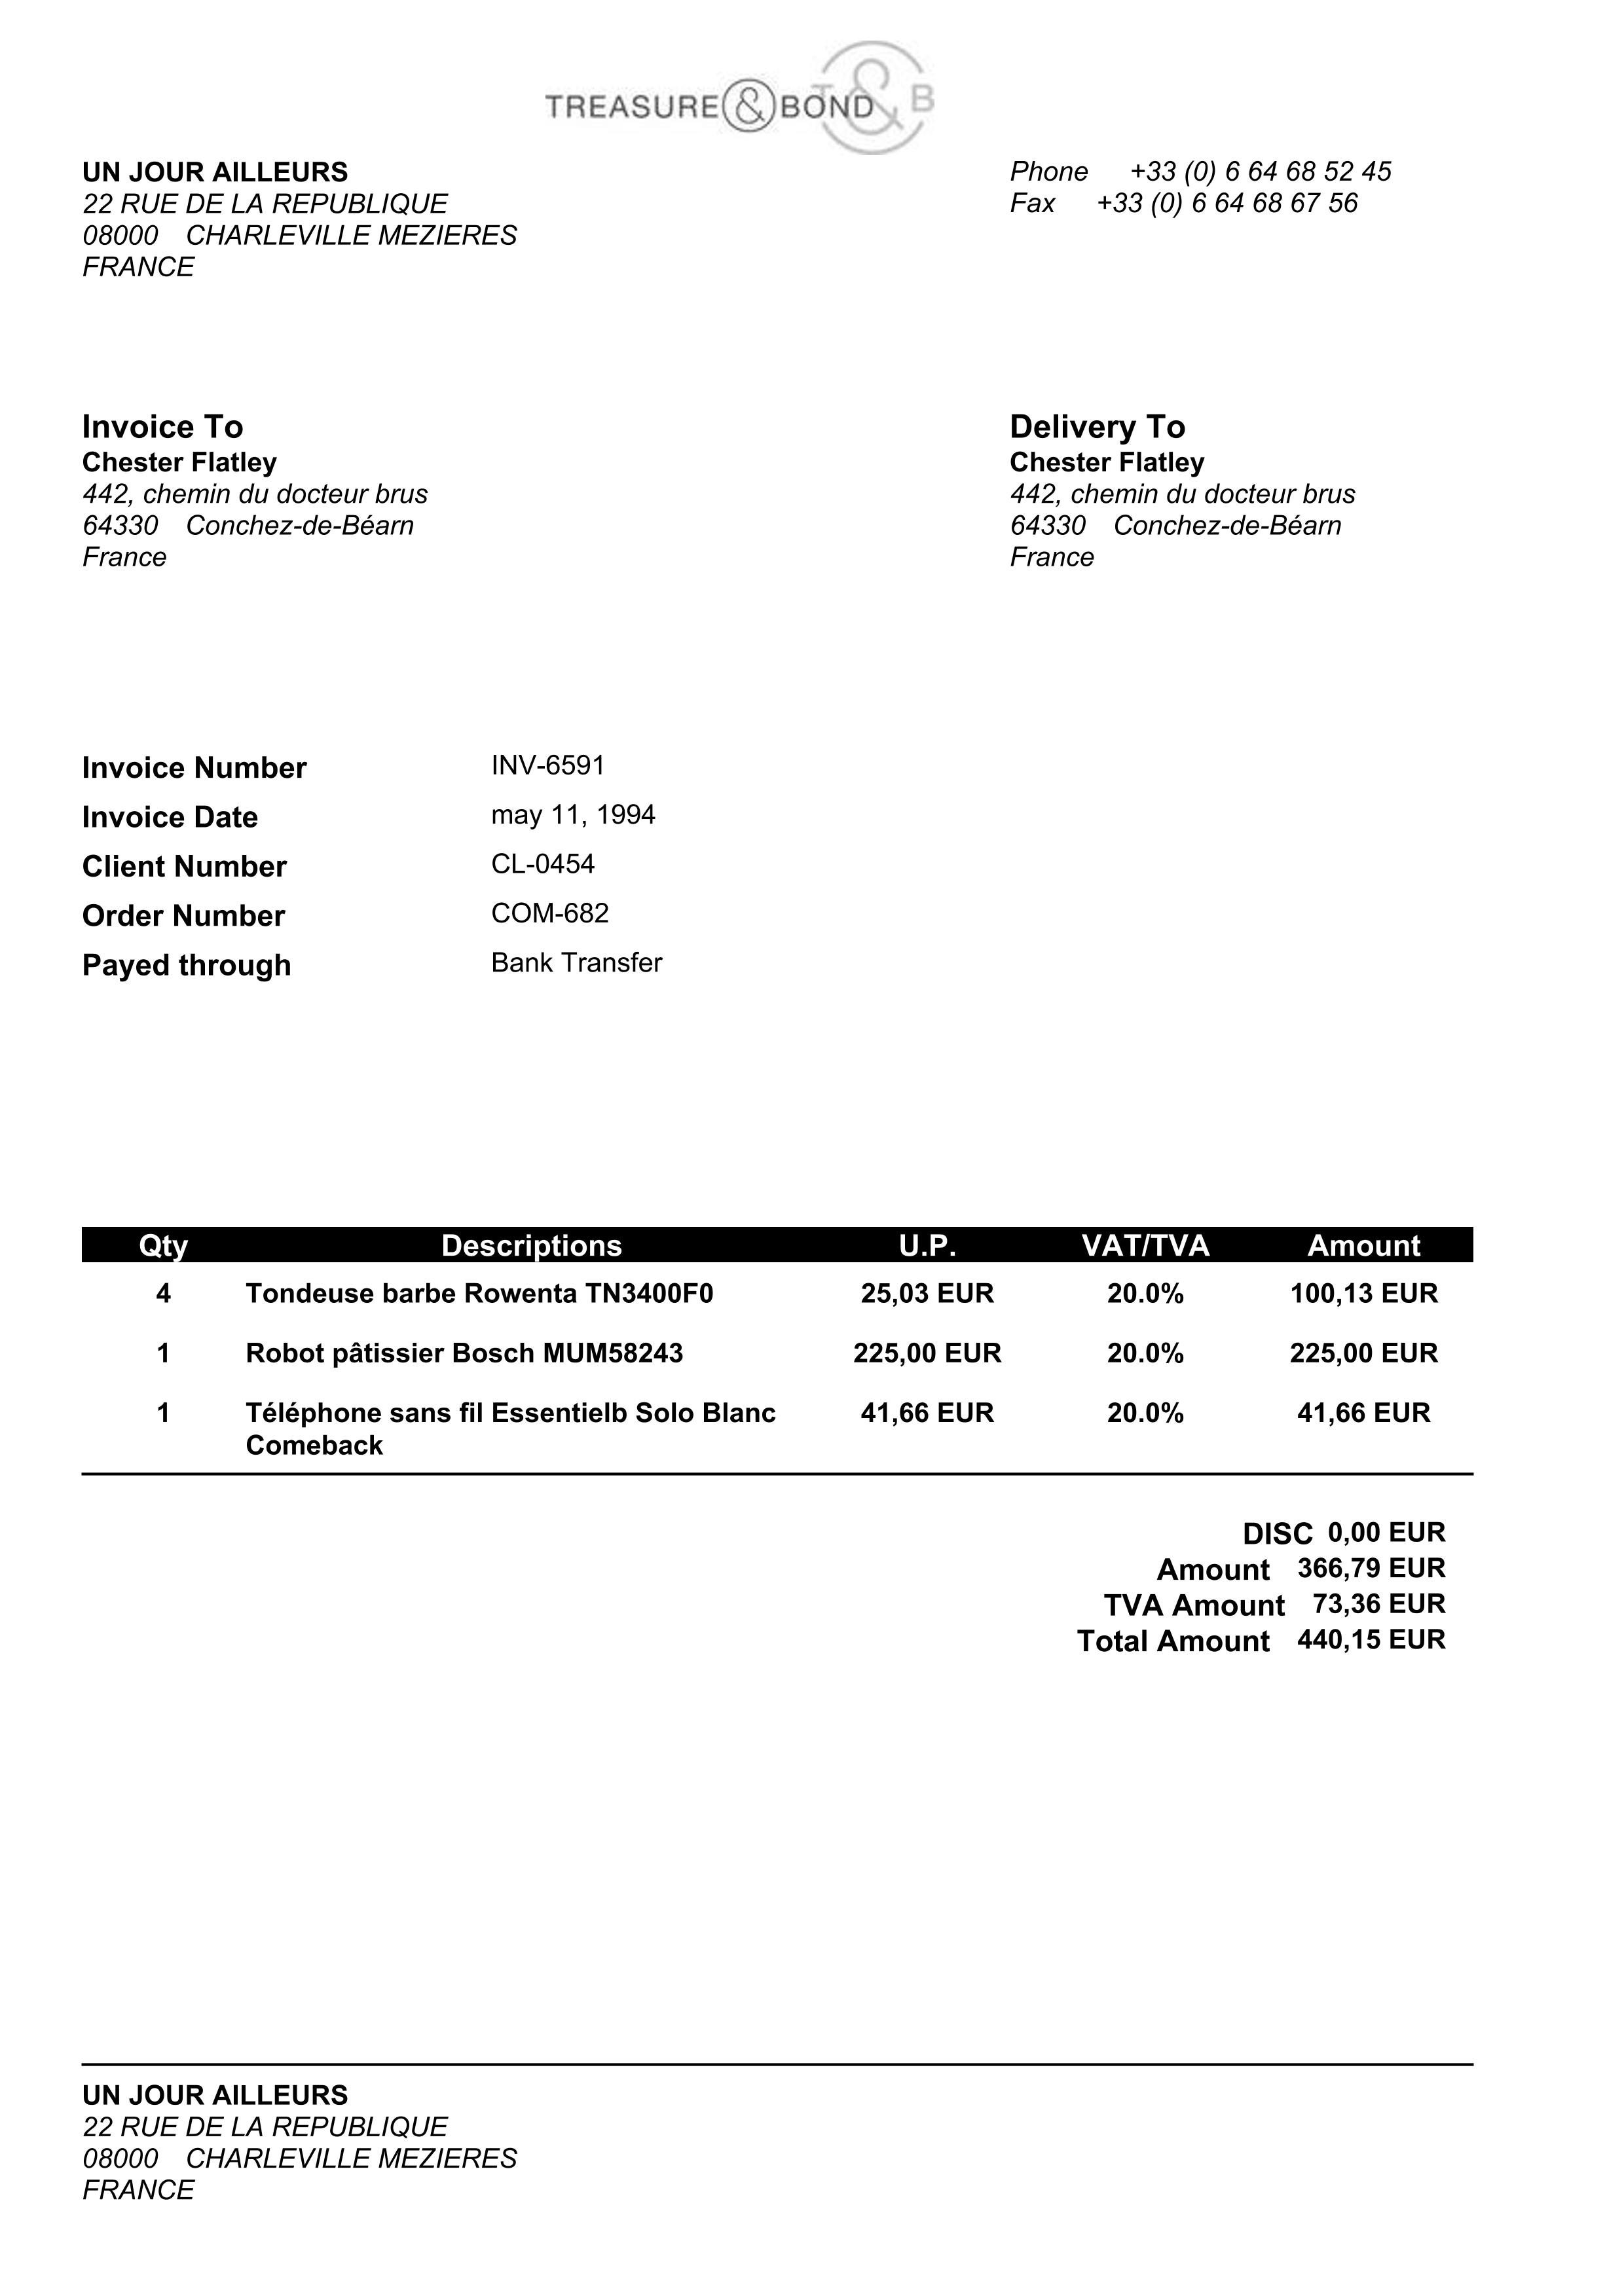 TREASURE & BOND T & B
UN JOUR AILLEURS
22 RUE DE LA REPUBLIQUE
08000 CHARLEVILLE MEZIERES
FRANCE
Phone +33 (0) 6 64 68 52 45
Fax +33 (0) 6 64 68 67 56
Invoice To
Chester Flatley
442, chemin du docteur brus
64330 Conchez-de-Béarn
France
Delivery To
Chester Flatley
442, chemin du docteur brus
64330 Conchez-de-Béarn
France
Invoice Number INV-6591
Invoice Date may 11, 1994
Client Number CL-0454
Order Number COM-682
Payed through Bank Transfer
Qty Descriptions U.P. VAT/TVA Amount
4 Tondeuse barbe Rowenta TN3400F0 25,03 EUR 20.0% 100,13 EUR
1 Robot pâtissier Bosch MUM58243 225,00 EUR 20.0% 225,00 EUR
1 Téléphone sans fil Essentielb Solo Blanc 41,66 EUR 20.0% 41,66 EUR
Comeback
DISC 0,00 EUR
Amount 366,79 EUR
TVA Amount 73,36 EUR
Total Amount 440,15 EUR
UN JOUR AILLEURS
22 RUE DE LA REPUBLIQUE
08000 CHARLEVILLE MEZIERES
FRANCE